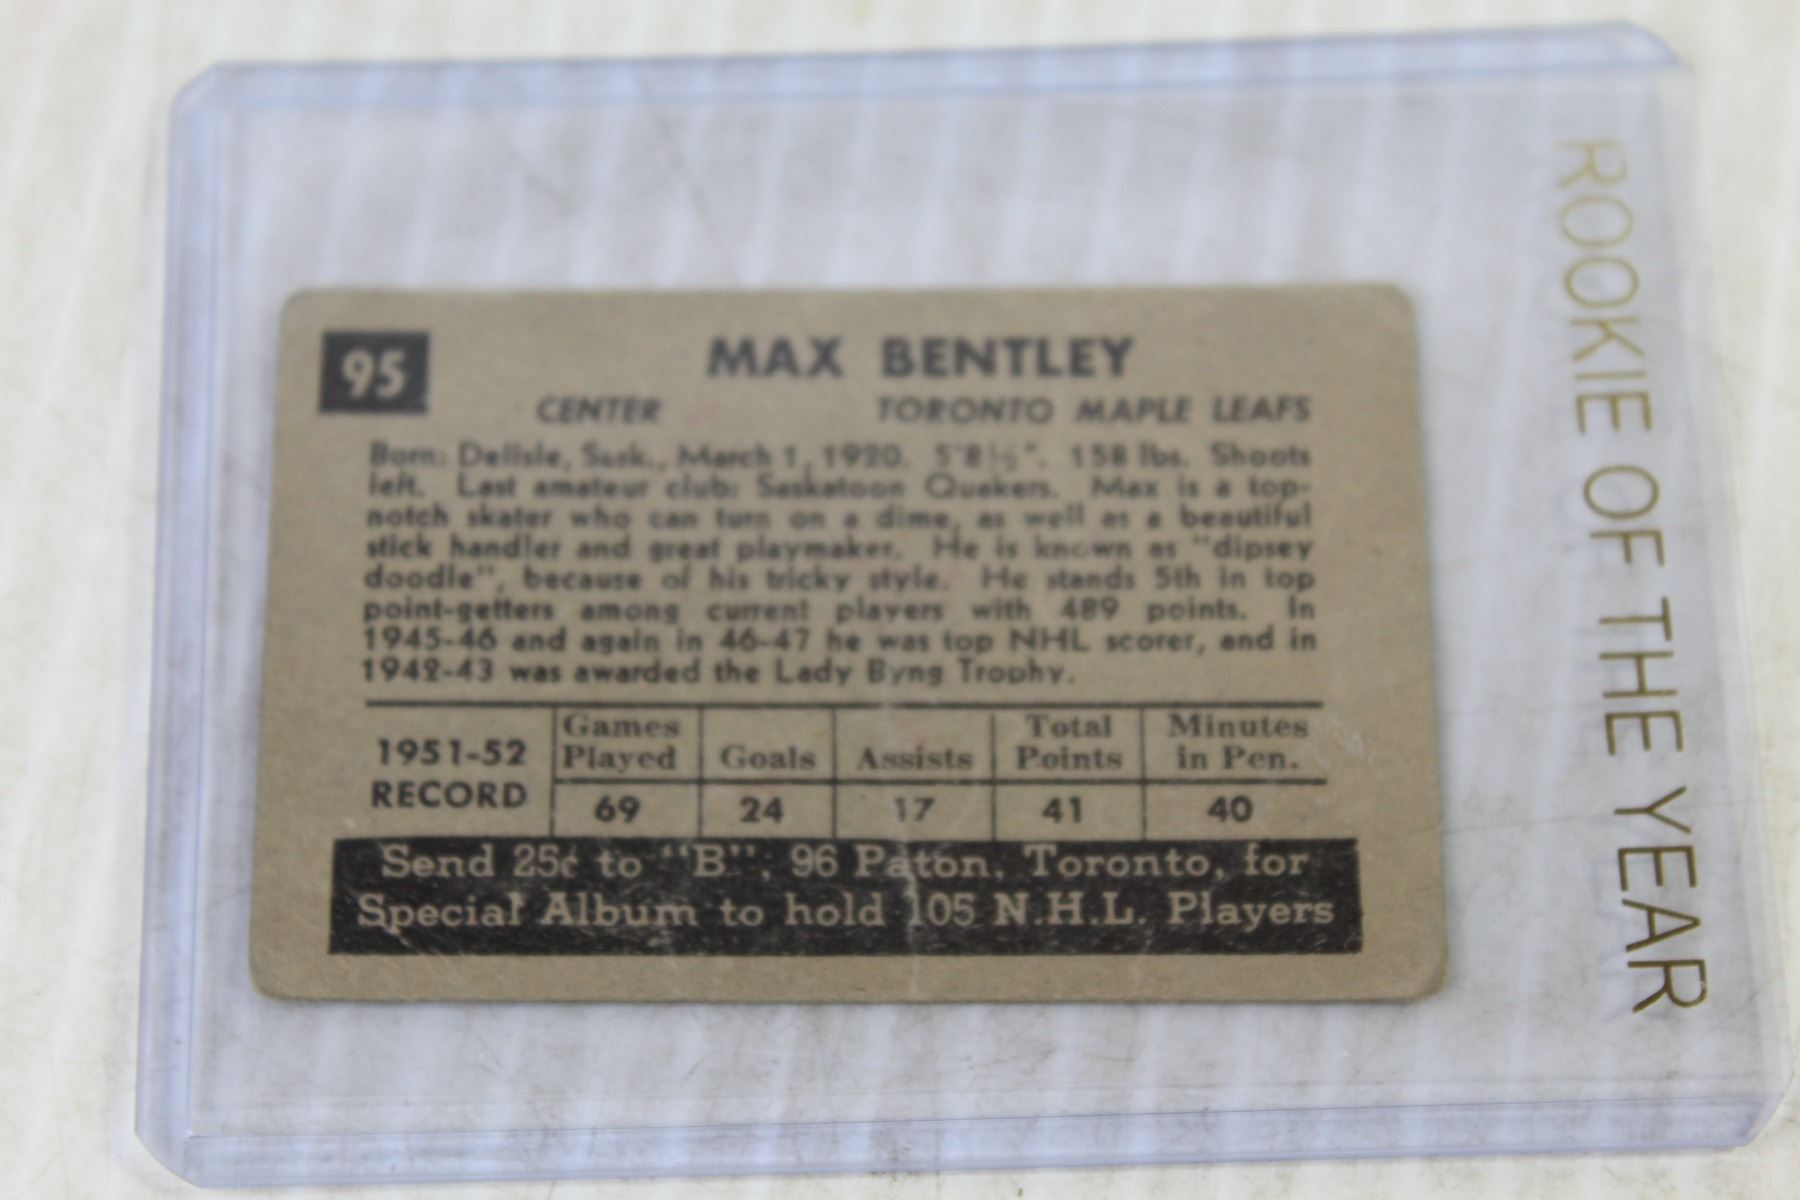 95
MAX BENTLEY
CENTER TORONTO MAPLE LEAFS
Born: Delisle, Sask., March 1, 1920. 5'8½". 158 lbs. Shoots
left. Last amateur club: Saskatoon Quakers. Max is a top-
notch skater who can turn on a dime, as well as a beautiful
stick handler and great playmaker. He is known as "dipsey
doodle", because of his tricky style. He stands 5th in top
point-getters among current players with 489 points. In
1945-46 and again in 46-47 he was top NHL scorer, and in
1942-43 was awarded the Lady Byng Trophy.
1951-52 RECORD
Games Played Goals Assists Total Points Minutes in Pen.
69 24 17 41 40
Send 25¢ to "B", 96 Paton, Toronto, for
Special Album to hold 105 N.H.L. Players
ROOKIE OF THE YEAR